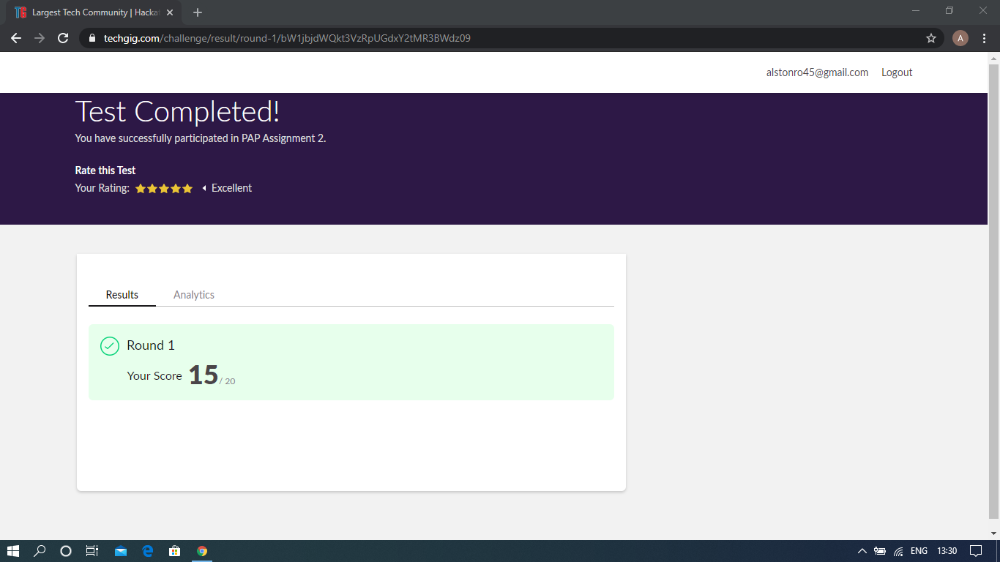 Largest Tech Community | Hacka
techgig.com/challenge/result/round-1/bW1jbjdWQkt3VzRpUGdxY2tMR3BWdz09
A
alstonro45@gmail.com Logout
Test Completed!
You have successfully participated in PAP Assignment 2.
Rate this Test
Your Rating: Excellent
Results Analytics
Round 1
Your Score 15 / 20
ENG 13:30